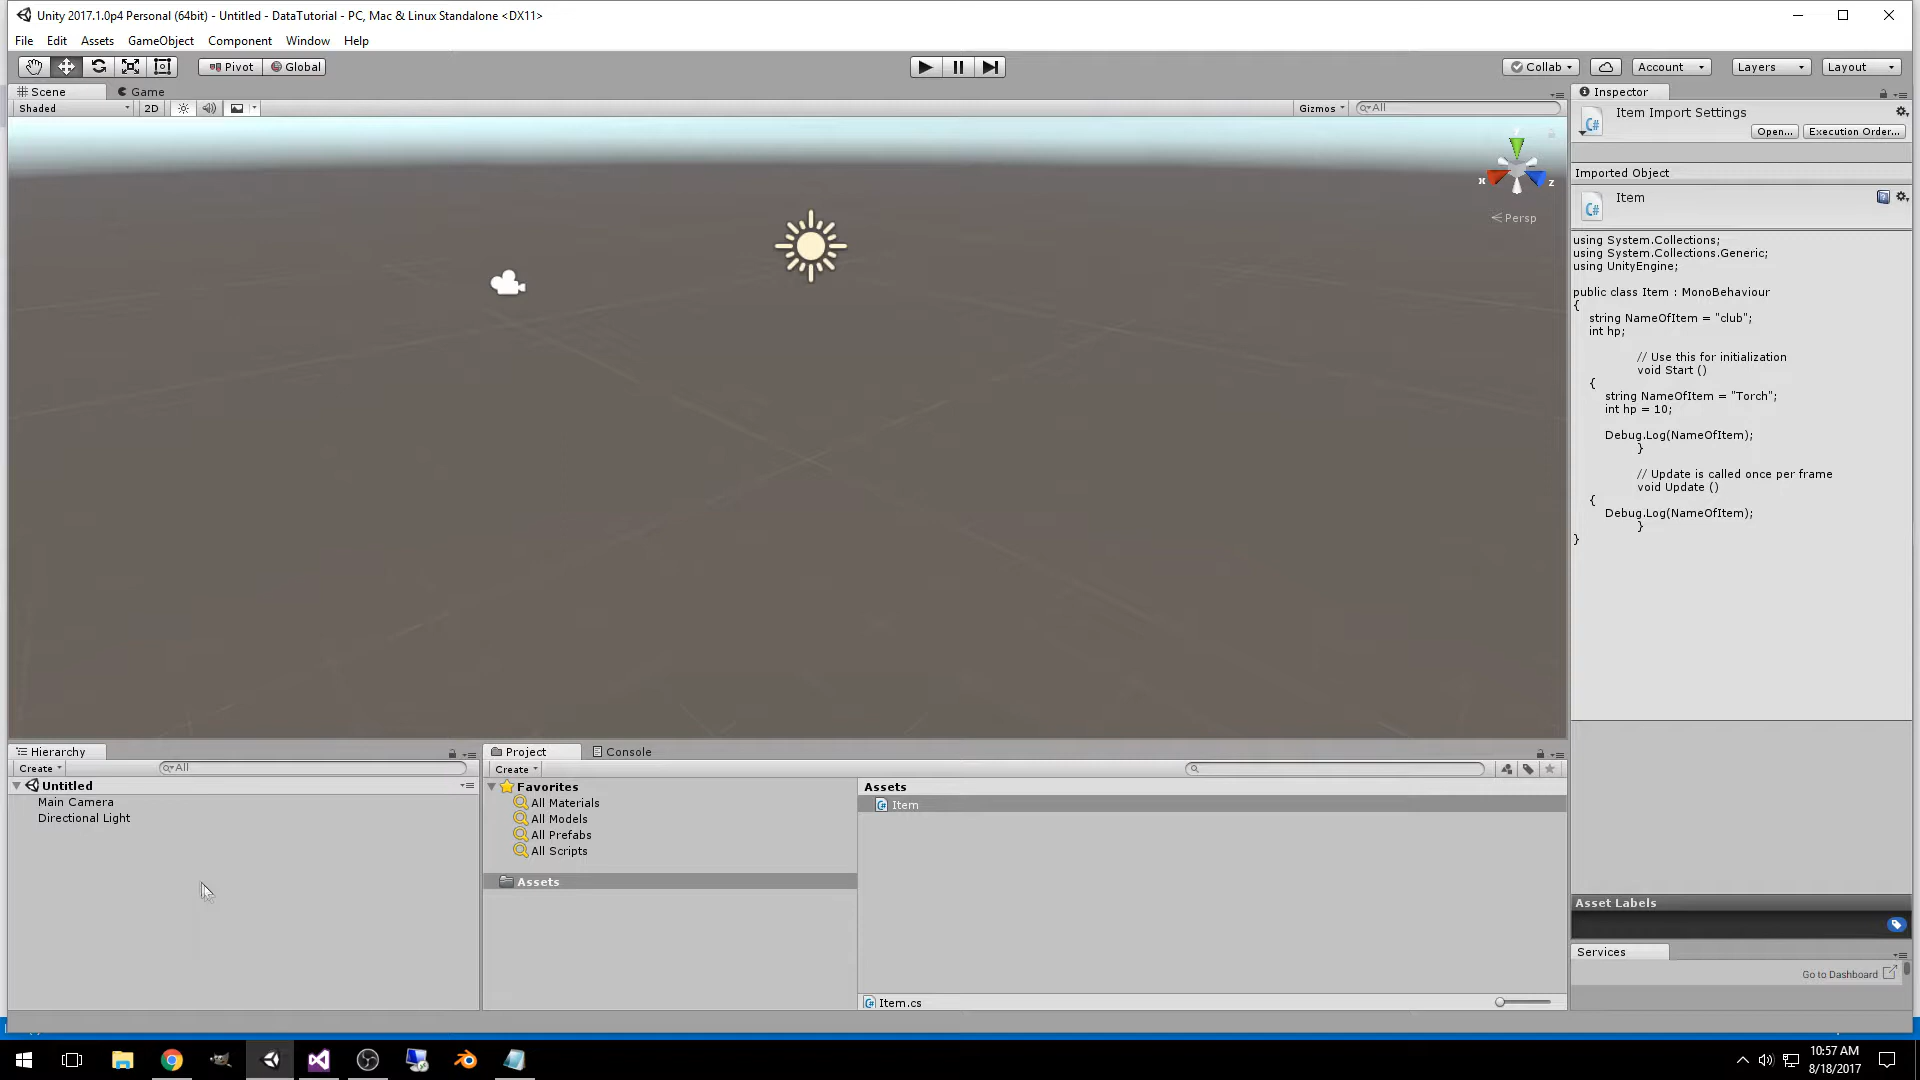 Unity 2017.1.0p4 Personal (64bit) - Untitled - DataTutorial - PC, Mac & Linux Standalone <DX11>
File Edit Assets GameObject Component Window Help
Pivot Global Collab Account Layers Layout
Scene Game
Shaded 2D Gizmos All
x z
Persp
Inspector
Item Import Settings
Open... Execution Order...
Imported Object
Item
using System.Collections;
using System.Collections.Generic;
using UnityEngine;
public class Item : MonoBehaviour
{
string NameOfItem = "club";
int hp;
// Use this for initialization
void Start ()
{
string NameOfItem = "Torch";
int hp = 10;
Debug.Log(NameOfItem);
}
// Update is called once per frame
void Update ()
{
Debug.Log(NameOfItem);
}
}
Asset Labels
Services
Go to Dashboard
Hierarchy
Create All
Untitled
Main Camera
Directional Light
Project Console
Create
Favorites
All Materials
All Models
All Prefabs
All Scripts
Assets
Assets
Item
Item.cs
10:57 AM
8/18/2017